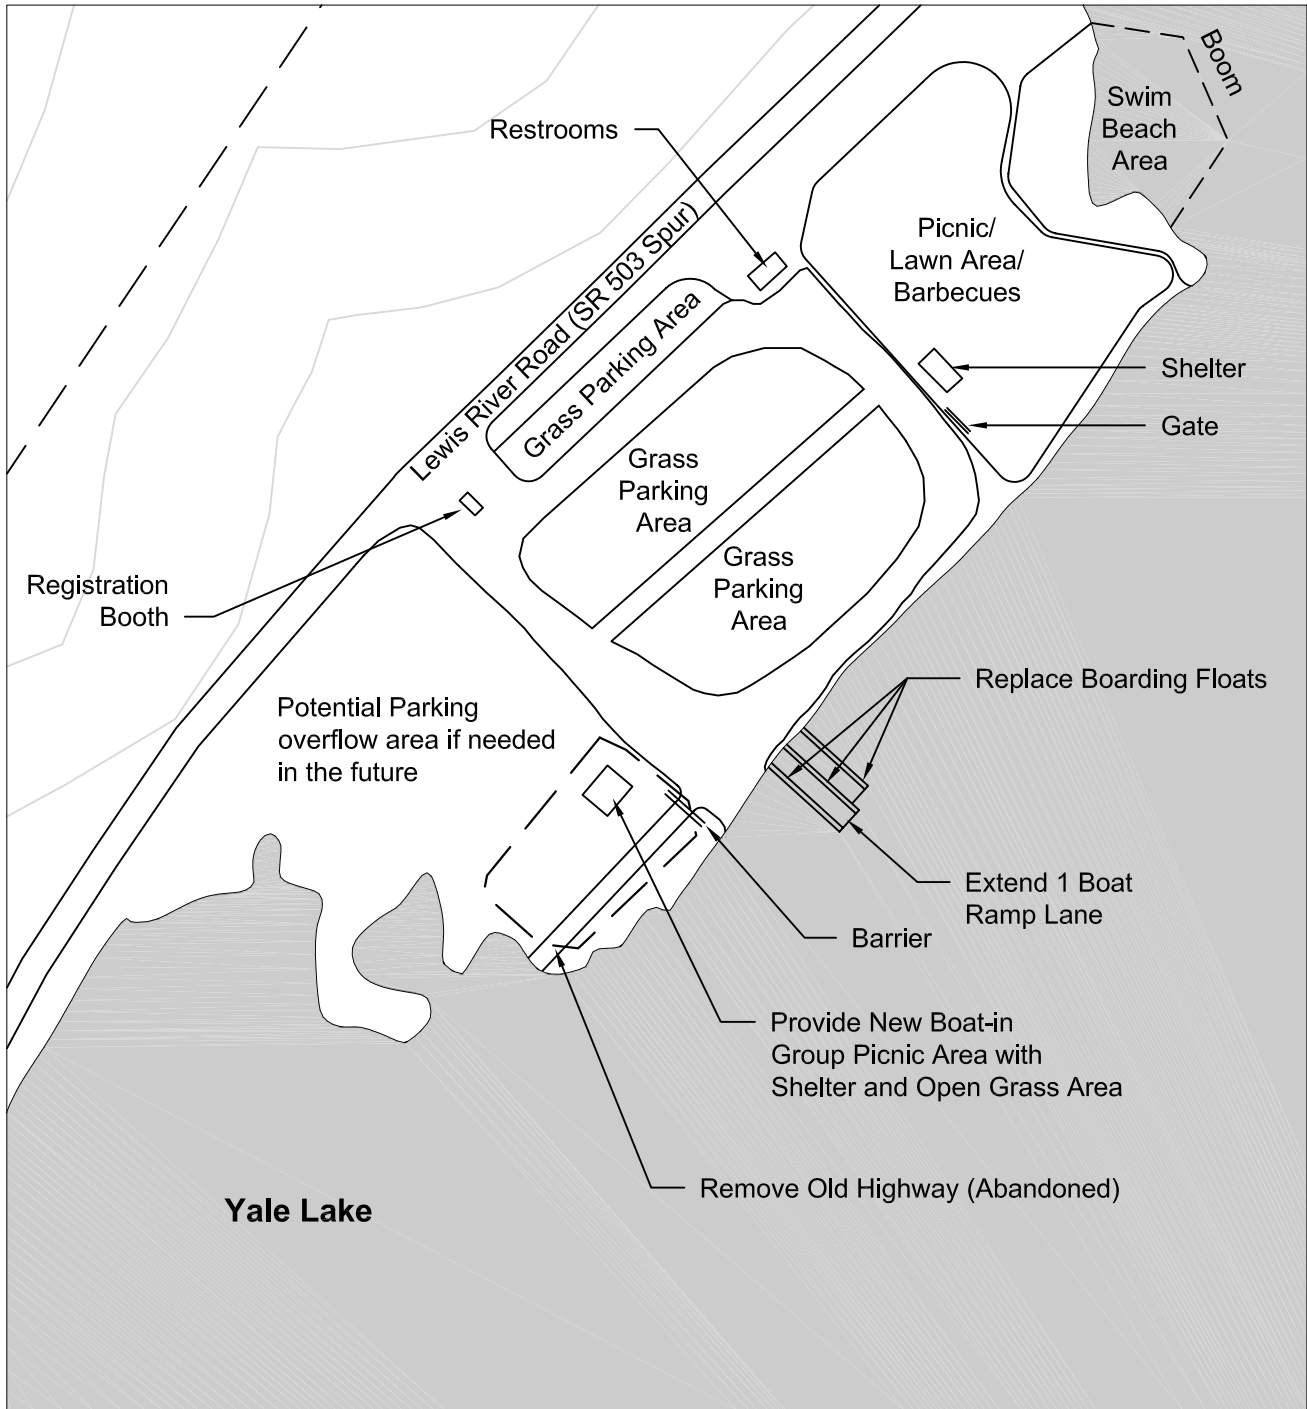 Boom
Swim
Beach
Area
Restrooms
Lewis River Road (SR 503 Spur)
Picnic/
Lawn Area/
Barbecues
Grass Parking Area
Shelter
Gate
Grass
Parking
Area
Grass
Parking
Area
Registration
Booth
Replace Boarding Floats
Potential Parking
overflow area if needed
in the future
Extend 1 Boat
Ramp Lane
Barrier
Provide New Boat-in
Group Picnic Area with
Shelter and Open Grass Area
Remove Old Highway (Abandoned)
Yale Lake